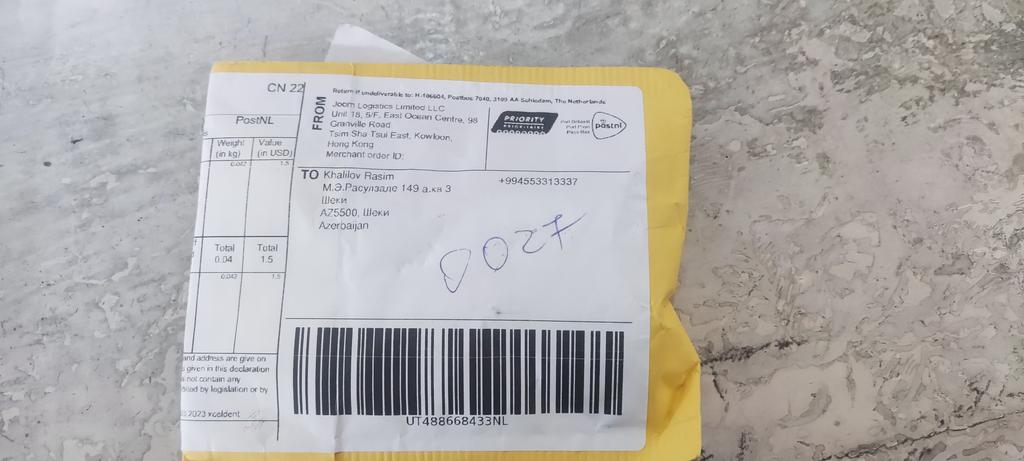 CN 22
PostNL
Weight Value
(in kg) (in USD)
0.042 1.5
Total Total
0.04 1.5
0.042 1.5
and address are give on
given in this declaration
not contain any
by legislation or by
2023
FROM
Return if undeliverable to: H-106604, Postbus 7040, 3109 AA Schiedam, The Netherlands
Joom Logistics Limited LLC
Unit 18, 5/F, East Ocean Centre, 98
Granville Road
Tsim Sha Tsui East, Kowloon,
Hong Kong
Merchant order ID:
PRIORITY
postnl
TO Khalilov Rasim +994553313337
М.Э.Расулзаде 149 а.кв 3
Шеки
AZ5500, Шеки
Azerbaijan
0027
UT488668433NL